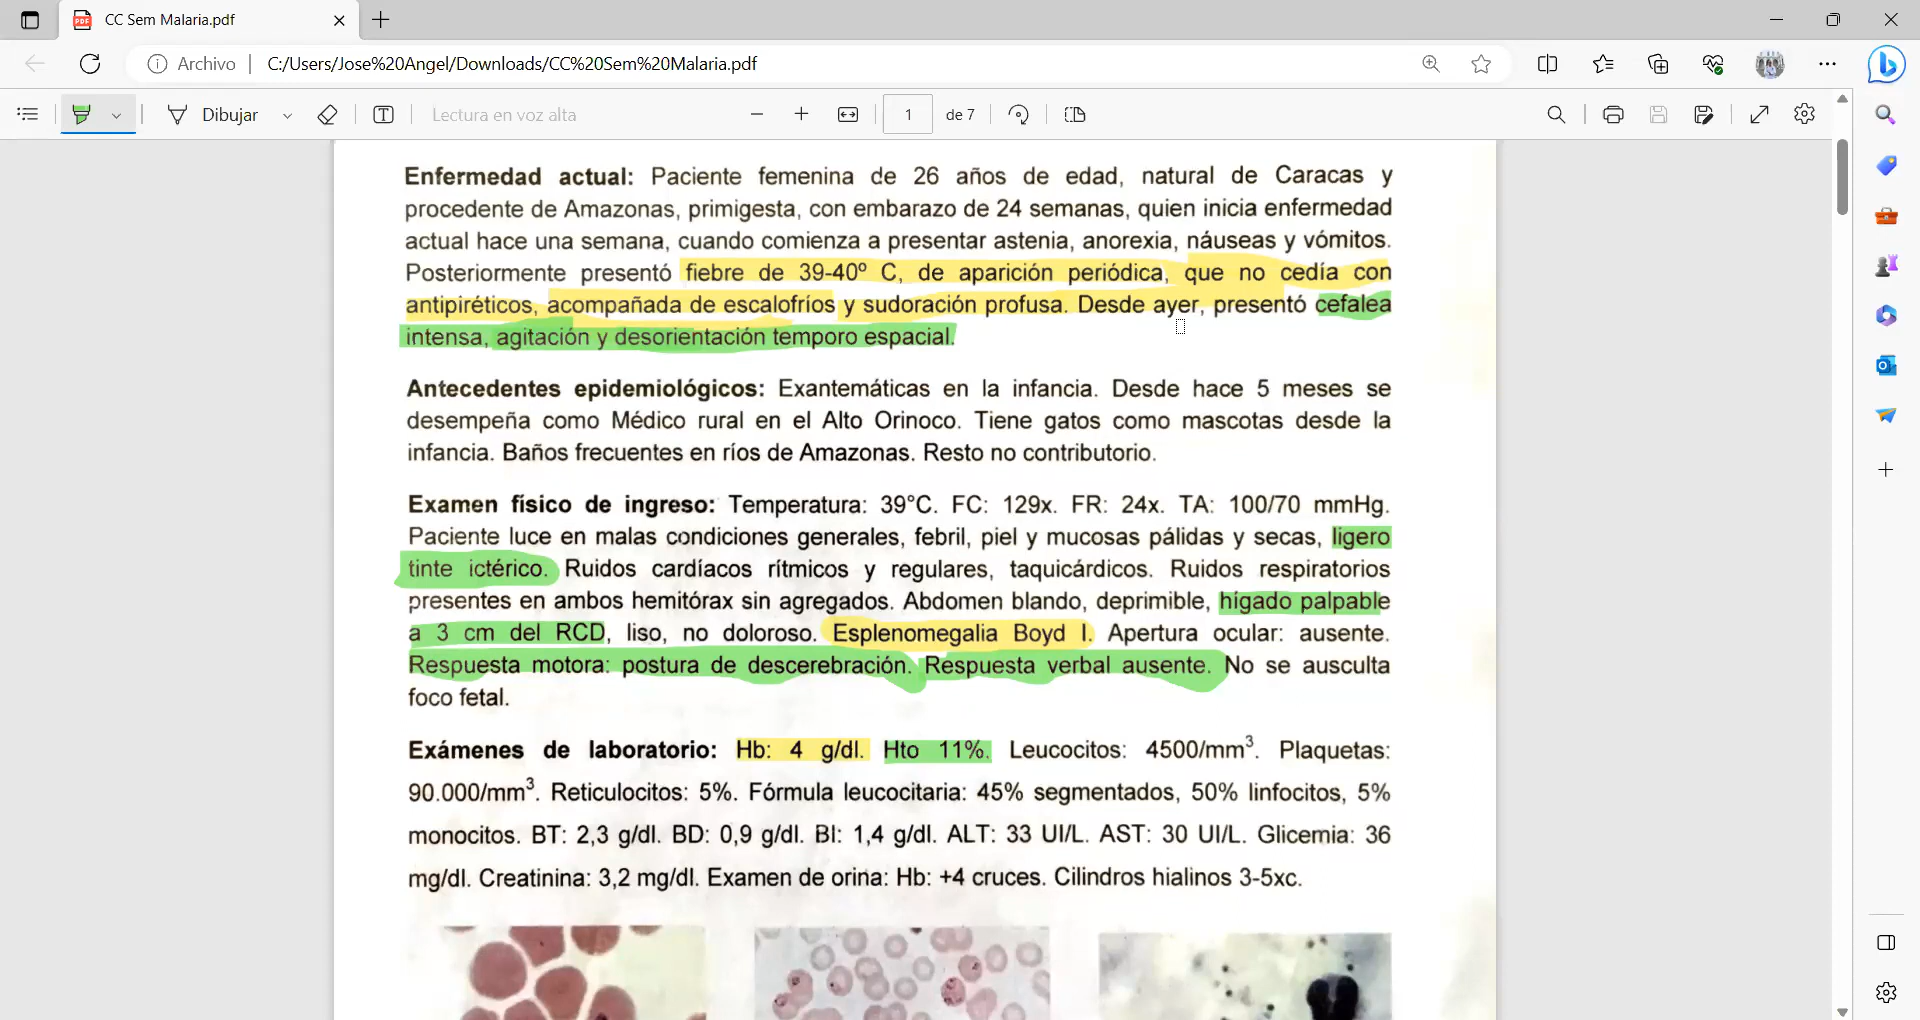 CC Sem Malaria.pdf
Archivo
C:/Users/Jose%20Angel/Downloads/CC%20Sem%20Malaria.pdf
Dibujar
Lectura en voz alta
1
de 7
Enfermedad actual: Paciente femenina de 26 años de edad, natural de Caracas y
procedente de Amazonas, primigesta, con embarazo de 24 semanas, quien inicia enfermedad
actual hace una semana, cuando comienza a presentar astenia, anorexia, náuseas y vómitos.
Posteriormente presentó fiebre de 39-40º C, de aparición periódica, que no cedía con
antipiréticos, acompañada de escalofríos y sudoración profusa. Desde ayer, presentó cefalea
intensa, agitación y desorientación temporo espacial.
Antecedentes epidemiológicos: Exantemáticas en la infancia. Desde hace 5 meses se
desempeña como Médico rural en el Alto Orinoco. Tiene gatos como mascotas desde la
infancia. Baños frecuentes en ríos de Amazonas. Resto no contributorio.
Examen físico de ingreso: Temperatura: 39°C. FC: 129x. FR: 24x. TA: 100/70 mmHg.
Paciente luce en malas condiciones generales, febril, piel y mucosas pálidas y secas, ligero
tinte ictérico. Ruidos cardíacos rítmicos y regulares, taquicárdicos. Ruidos respiratorios
presentes en ambos hemitórax sin agregados. Abdomen blando, deprimible, hígado palpable
a 3 cm del RCD, liso, no doloroso. Esplenomegalia Boyd I. Apertura ocular: ausente.
Respuesta motora: postura de descerebración. Respuesta verbal ausente. No se ausculta
foco fetal.
Exámenes de laboratorio: Hb: 4 g/dl. Hto 11%. Leucocitos: 4500/mm³. Plaquetas:
90.000/mm³. Reticulocitos: 5%. Fórmula leucocitaria: 45% segmentados, 50% linfocitos, 5%
monocitos. BT: 2,3 g/dl. BD: 0,9 g/dl. BI: 1,4 g/dl. ALT: 33 UI/L. AST: 30 UI/L. Glicemia: 36
mg/dl. Creatinina: 3,2 mg/dl. Examen de orina: Hb: +4 cruces. Cilindros hialinos 3-5xc.